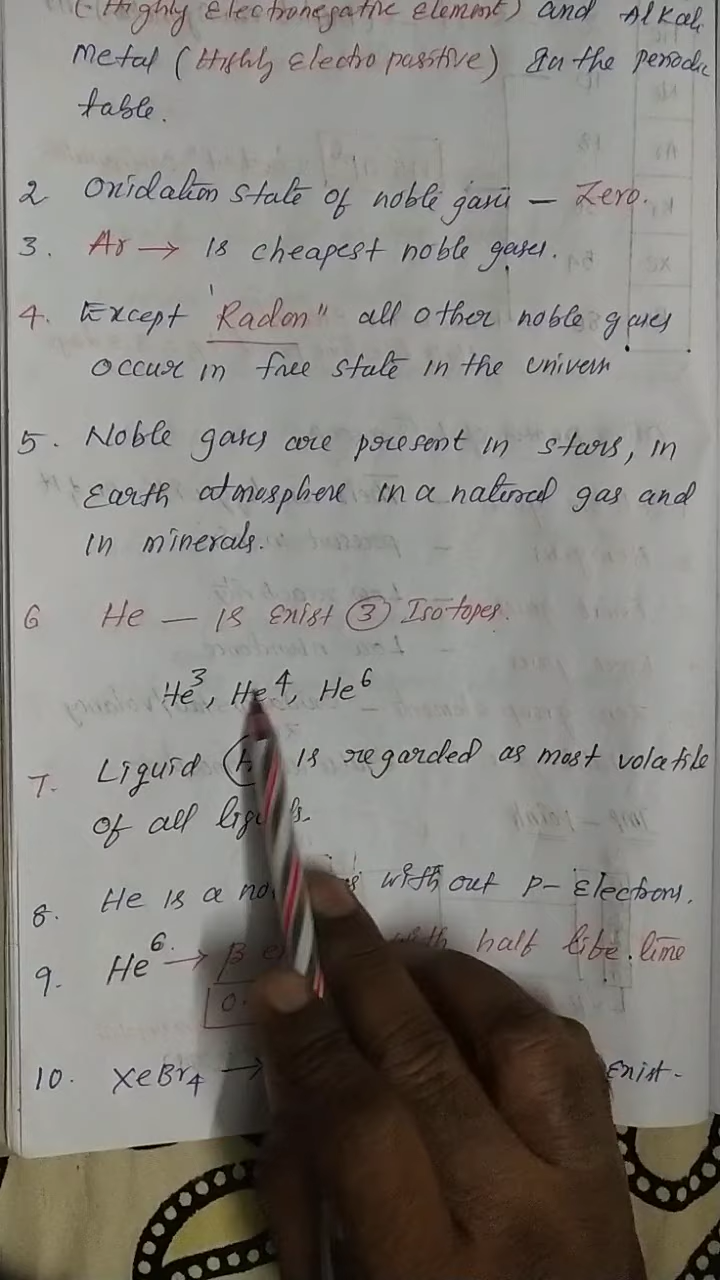 (Highly Electronegative element) and Alkali
Metal (Highly Electro passitive) In the periodic
table.
2 Oxidation state of noble gases — Zero.
3. Ar → is cheapest noble gases.
4. Except 'Radon" all other noble gases
occur in free state in the univers
5. Noble gases are present in stars, in
Earth atmosphere in a natural gas and
in minerals.
6 He — is Exist ③ Isotopes.
He³, He⁴, He⁶
7. Liquid is regarded as most volatile
of all
8. He is a without p- Electrons.
9. He⁶ → β half life time
0.
10. XeBr₄ → Exist.